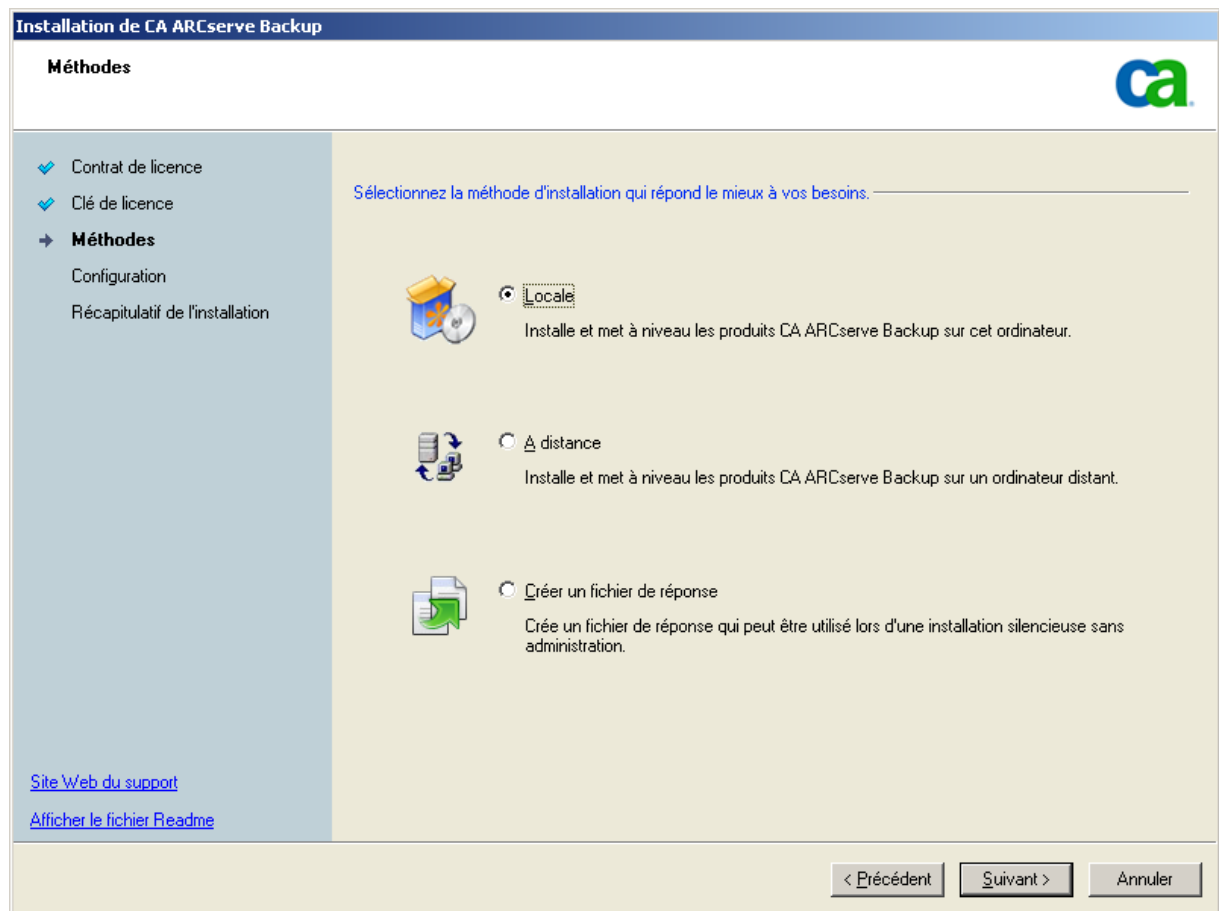 Installation de CA ARCserve Backup
Méthodes
ca
Contrat de licence
Clé de licence
Méthodes
Configuration
Récapitulatif de l'installation
Sélectionnez la méthode d'installation qui répond le mieux à vos besoins.
Locale
Installe et met à niveau les produits CA ARCserve Backup sur cet ordinateur.
A distance
Installe et met à niveau les produits CA ARCserve Backup sur un ordinateur distant.
Créer un fichier de réponse
Crée un fichier de réponse qui peut être utilisé lors d'une installation silencieuse sans
administration.
Site Web du support
Afficher le fichier Readme
< Précédent
Suivant >
Annuler